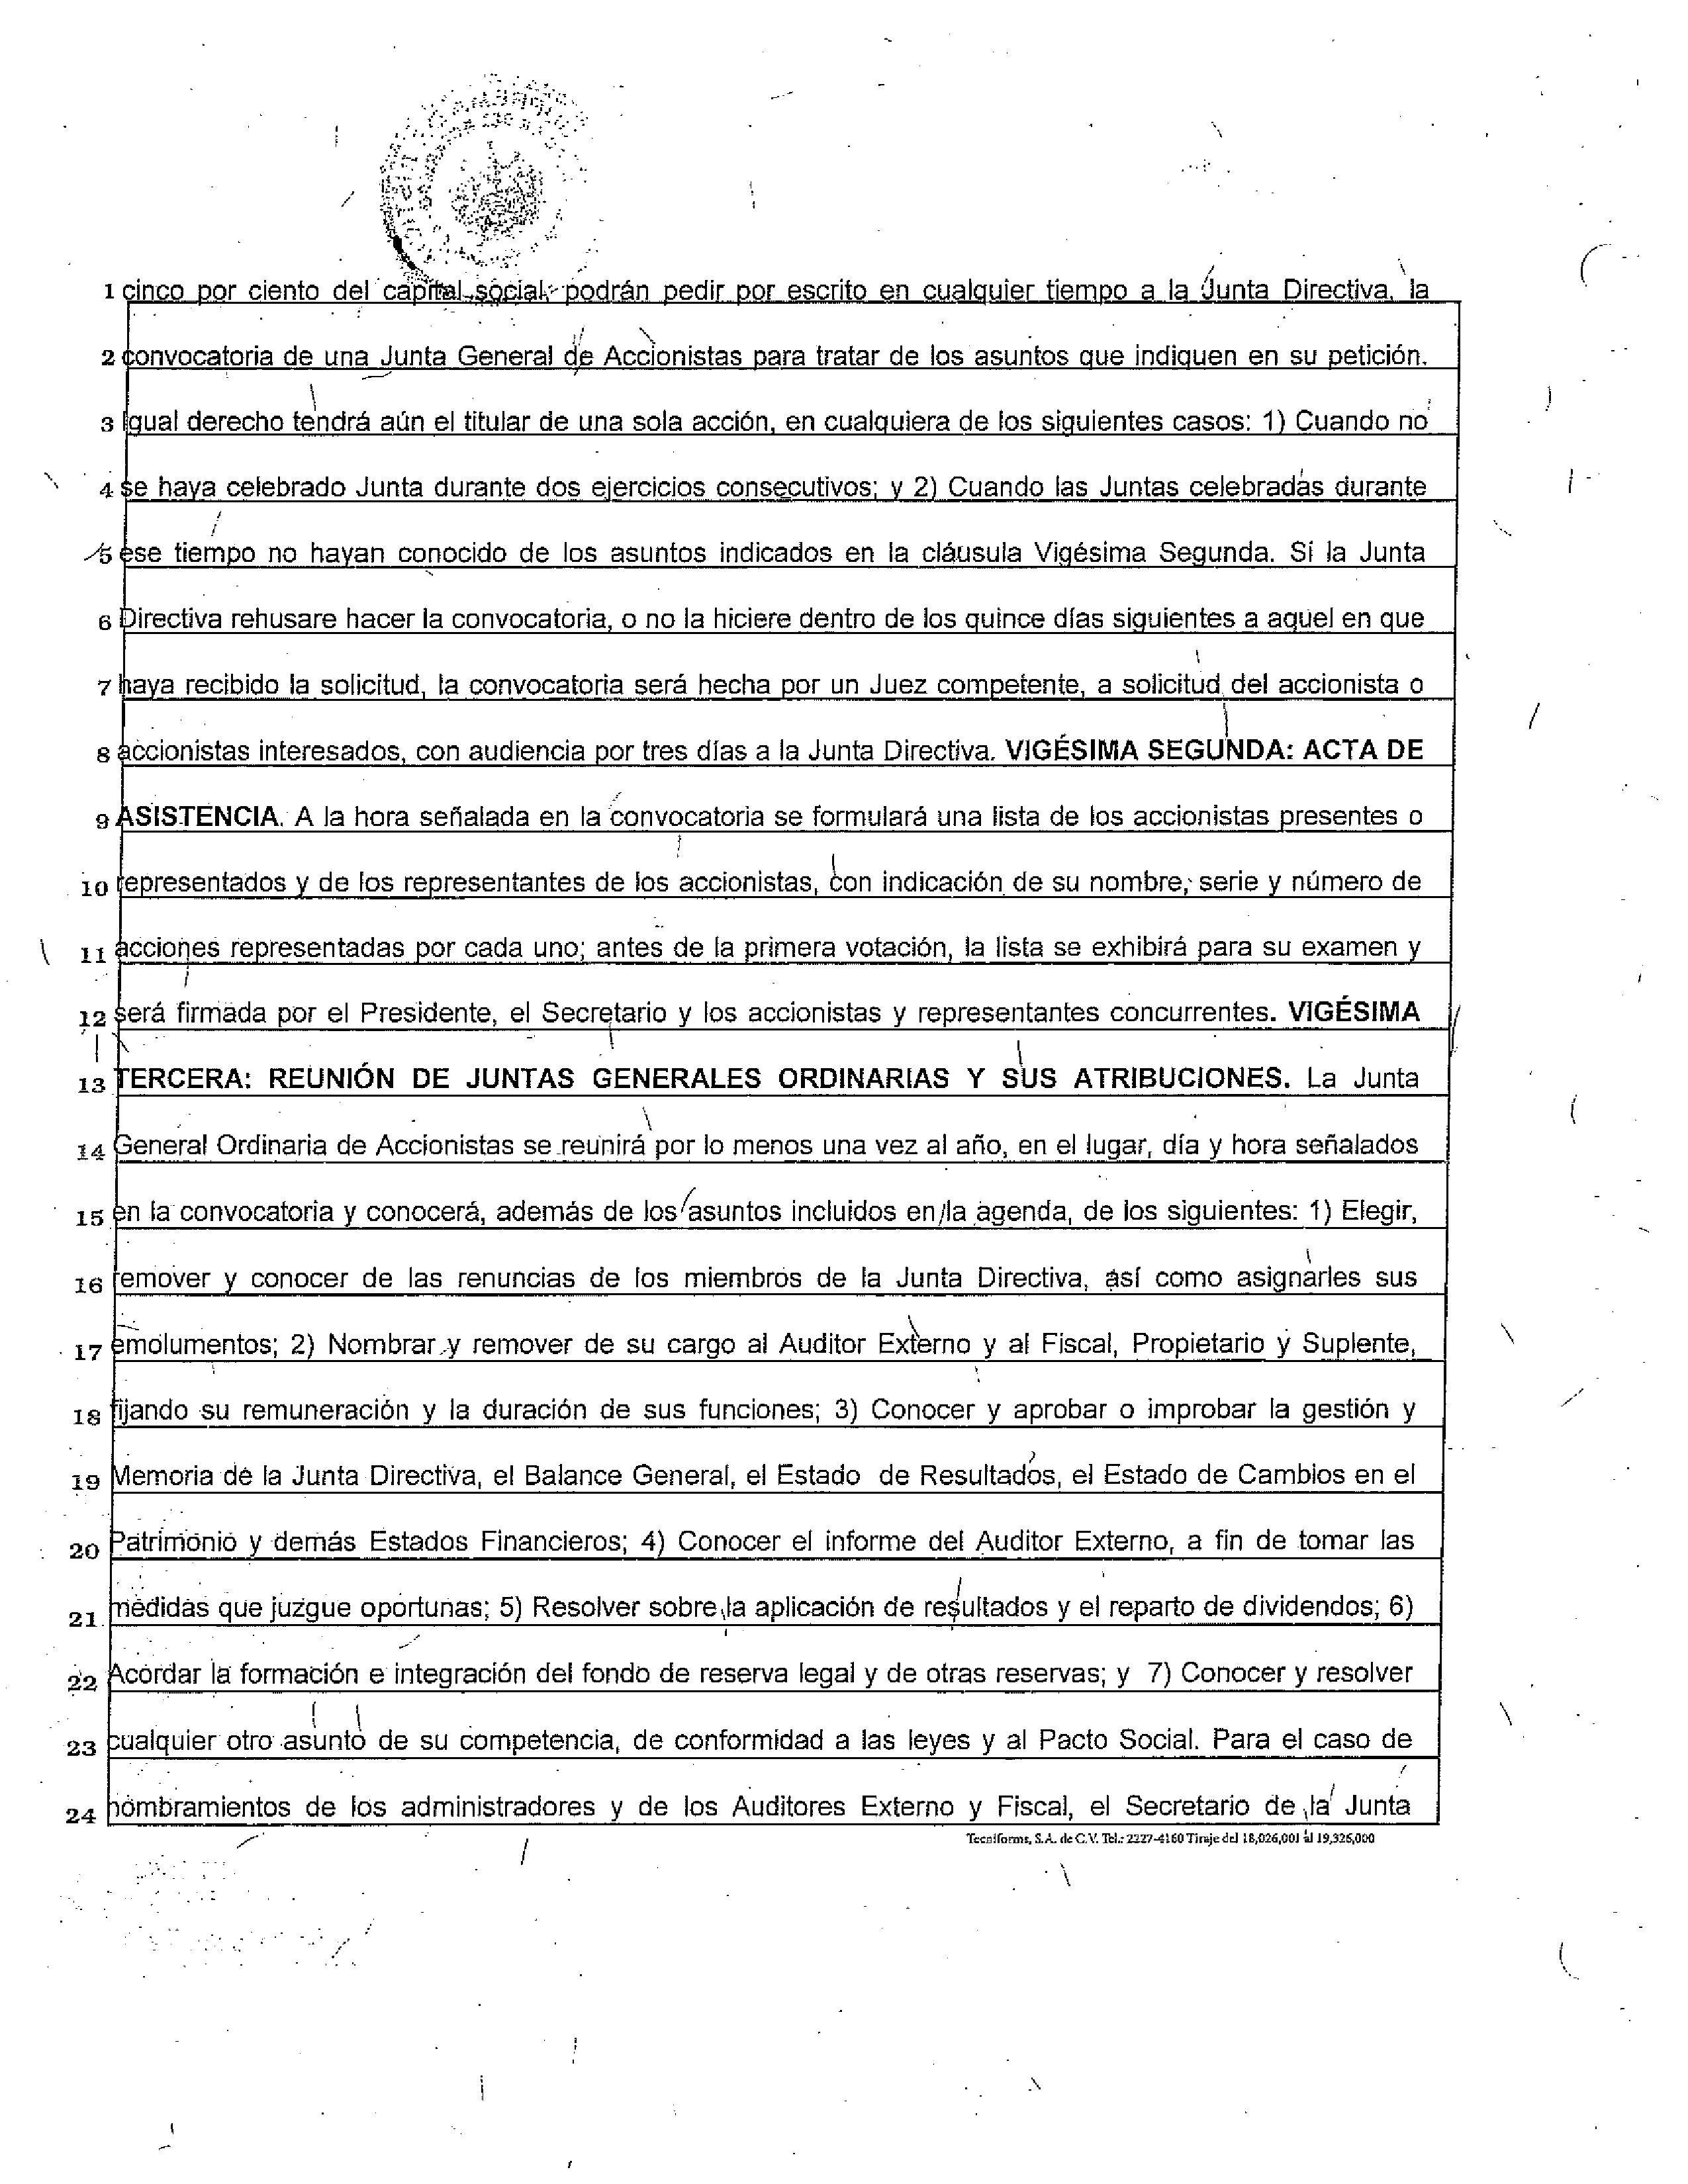 1 cinco por ciento del capital social, podrán pedir por escrito en cualquier tiempo a la Junta Directiva, la
2 convocatoria de una Junta General de Accionistas para tratar de los asuntos que indiquen en su petición.
3 Igual derecho tendrá aún el titular de una sola acción, en cualquiera de los siguientes casos: 1) Cuando no
4 se haya celebrado Junta durante dos ejercicios consecutivos; y 2) Cuando las Juntas celebradas durante
5 ese tiempo no hayan conocido de los asuntos indicados en la cláusula Vigésima Segunda. Si la Junta
6 Directiva rehusare hacer la convocatoria, o no la hiciere dentro de los quince días siguientes a aquel en que
7 haya recibido la solicitud, la convocatoria será hecha por un Juez competente, a solicitud del accionista o
8 accionistas interesados, con audiencia por tres días a la Junta Directiva. VIGÉSIMA SEGUNDA: ACTA DE
9 ASISTENCIA. A la hora señalada en la convocatoria se formulará una lista de los accionistas presentes o
10 representados y de los representantes de los accionistas, con indicación de su nombre, serie y número de
11 acciones representadas por cada uno; antes de la primera votación, la lista se exhibirá para su examen y
12 será firmada por el Presidente, el Secretario y los accionistas y representantes concurrentes. VIGÉSIMA
13 TERCERA: REUNIÓN DE JUNTAS GENERALES ORDINARIAS Y SUS ATRIBUCIONES. La Junta
14 General Ordinaria de Accionistas se reunirá por lo menos una vez al año, en el lugar, día y hora señalados
15 en la convocatoria y conocerá, además de los asuntos incluidos en la agenda, de los siguientes: 1) Elegir,
16 remover y conocer de las renuncias de los miembros de la Junta Directiva, así como asignarles sus
17 emolumentos; 2) Nombrar y remover de su cargo al Auditor Externo y al Fiscal, Propietario y Suplente,
18 fijando su remuneración y la duración de sus funciones; 3) Conocer y aprobar o improbar la gestión y
19 Memoria de la Junta Directiva, el Balance General, el Estado de Resultados, el Estado de Cambios en el
20 Patrimonio y demás Estados Financieros; 4) Conocer el informe del Auditor Externo, a fin de tomar las
21 medidas que juzgue oportunas; 5) Resolver sobre la aplicación de resultados y el reparto de dividendos; 6)
22 Acordar la formación e integración del fondo de reserva legal y de otras reservas; y 7) Conocer y resolver
23 cualquier otro asunto de su competencia, de conformidad a las leyes y al Pacto Social. Para el caso de
24 nombramientos de los administradores y de los Auditores Externo y Fiscal, el Secretario de la Junta
Tecniforms, S.A. de C.V. Tel.: 2227-4160 Tiraje del 18,026,001 al 19,326,000